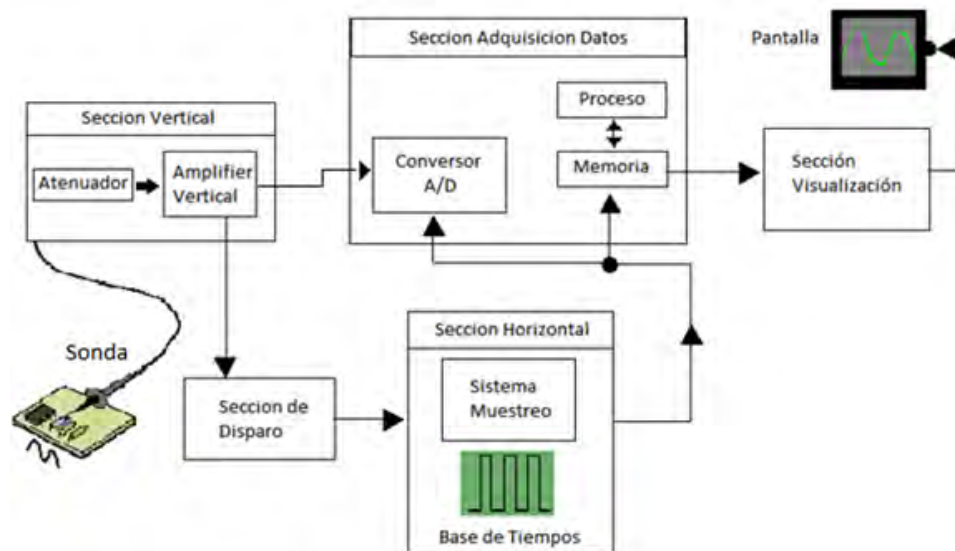 Seccion Adquisicion Datos
Pantalla
Proceso
Seccion Vertical
Conversor
A/D
Memoria
Sección
Visualización
Atenuador
Amplifier
Vertical
Seccion Horizontal
Sonda
Sistema
Muestreo
Seccion de
Disparo
Base de Tiempos